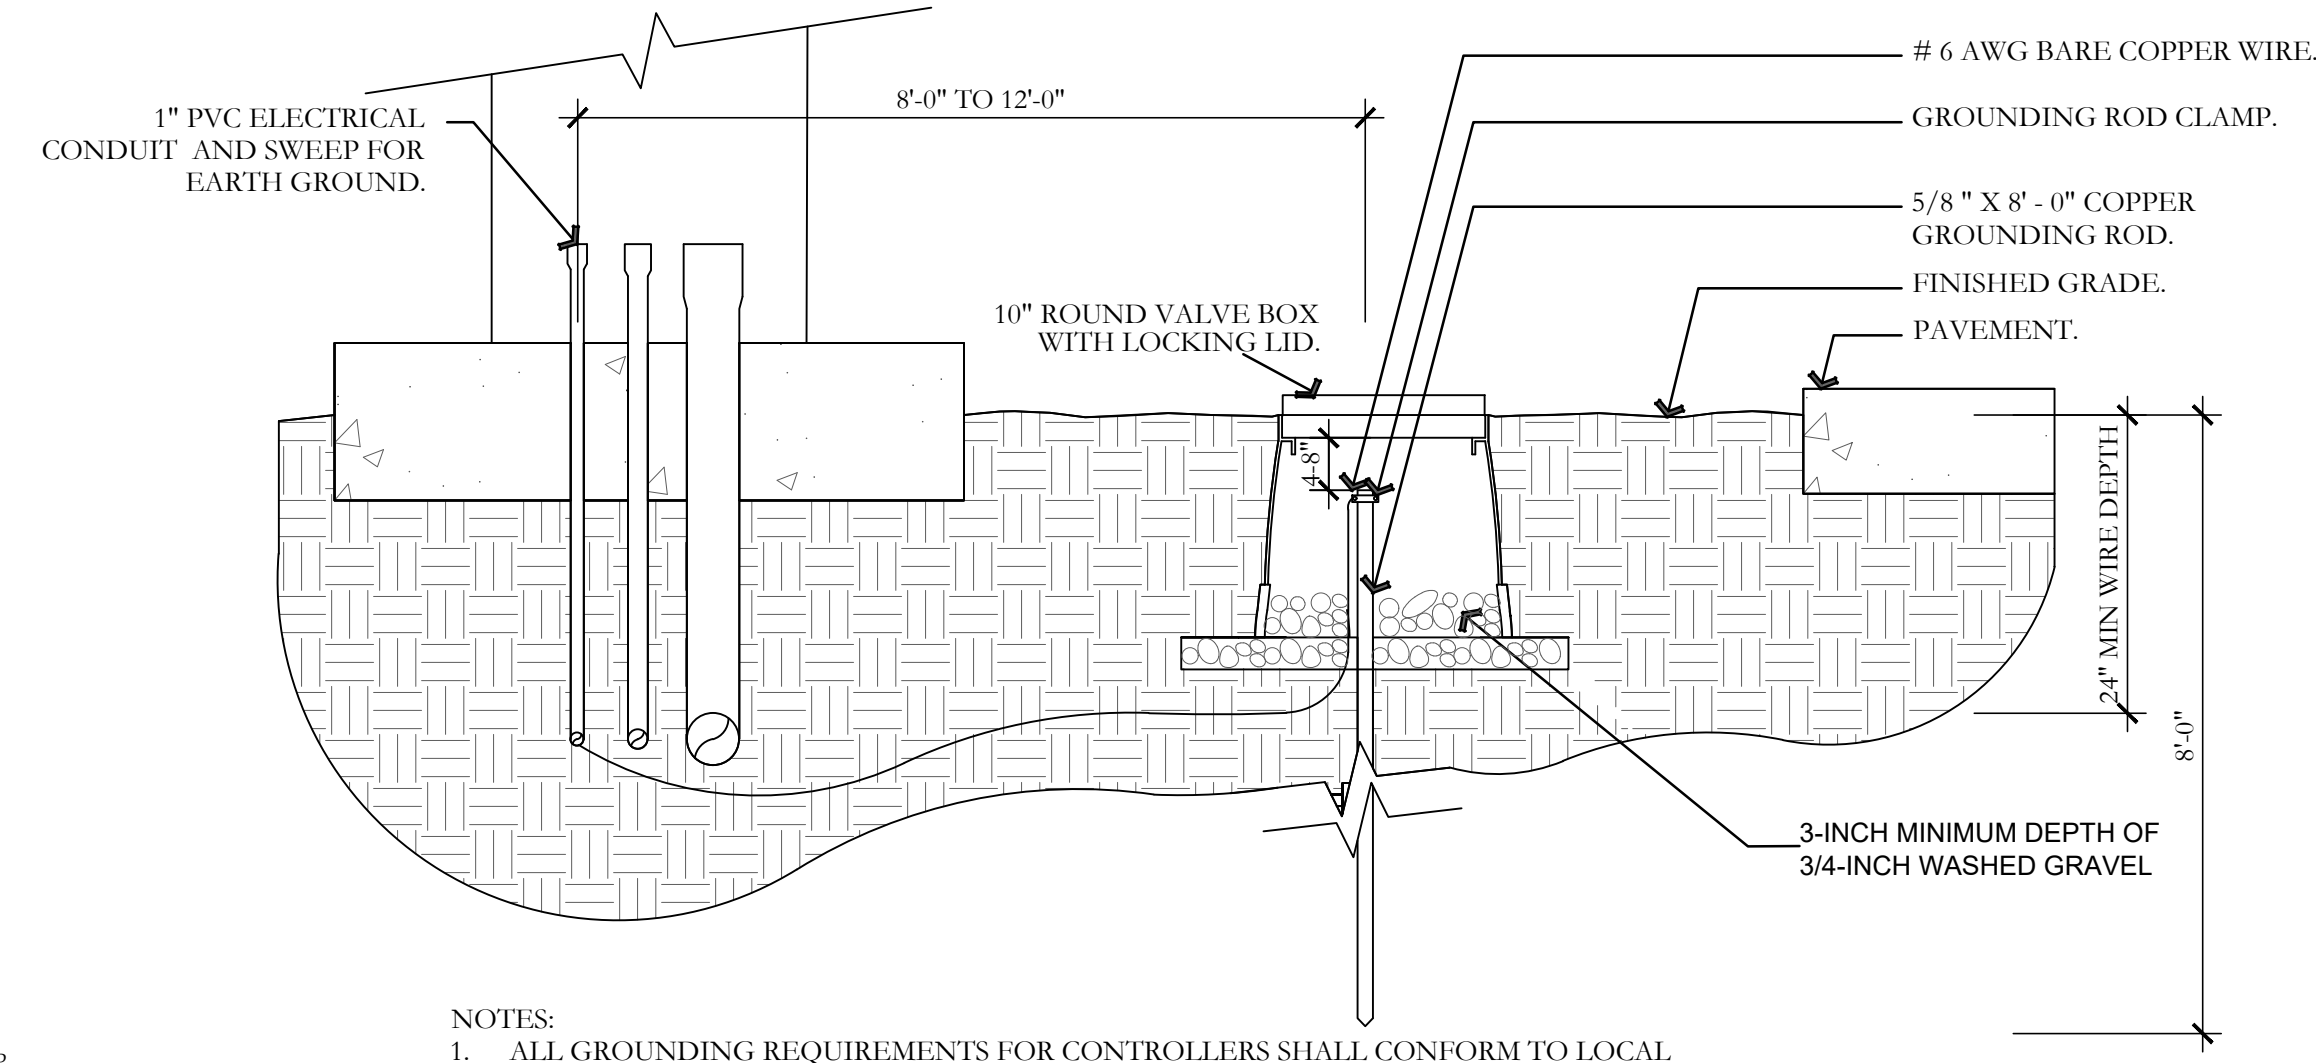 # 6 AWG BARE COPPER WIRE.
8'-0" TO 12'-0"
1" PVC ELECTRICAL
CONDUIT AND SWEEP FOR
EARTH GROUND.
GROUNDING ROD CLAMP.
5/8 " X 8' - 0" COPPER
GROUNDING ROD.
FINISHED GRADE.
10" ROUND VALVE BOX
WITH LOCKING LID.
PAVEMENT.
4-8"
24" MIN WIRE DEPTH
8'-0"
3-INCH MINIMUM DEPTH OF
3/4-INCH WASHED GRAVEL
NOTES:
1. ALL GROUNDING REQUIREMENTS FOR CONTROLLERS SHALL CONFORM TO LOCAL